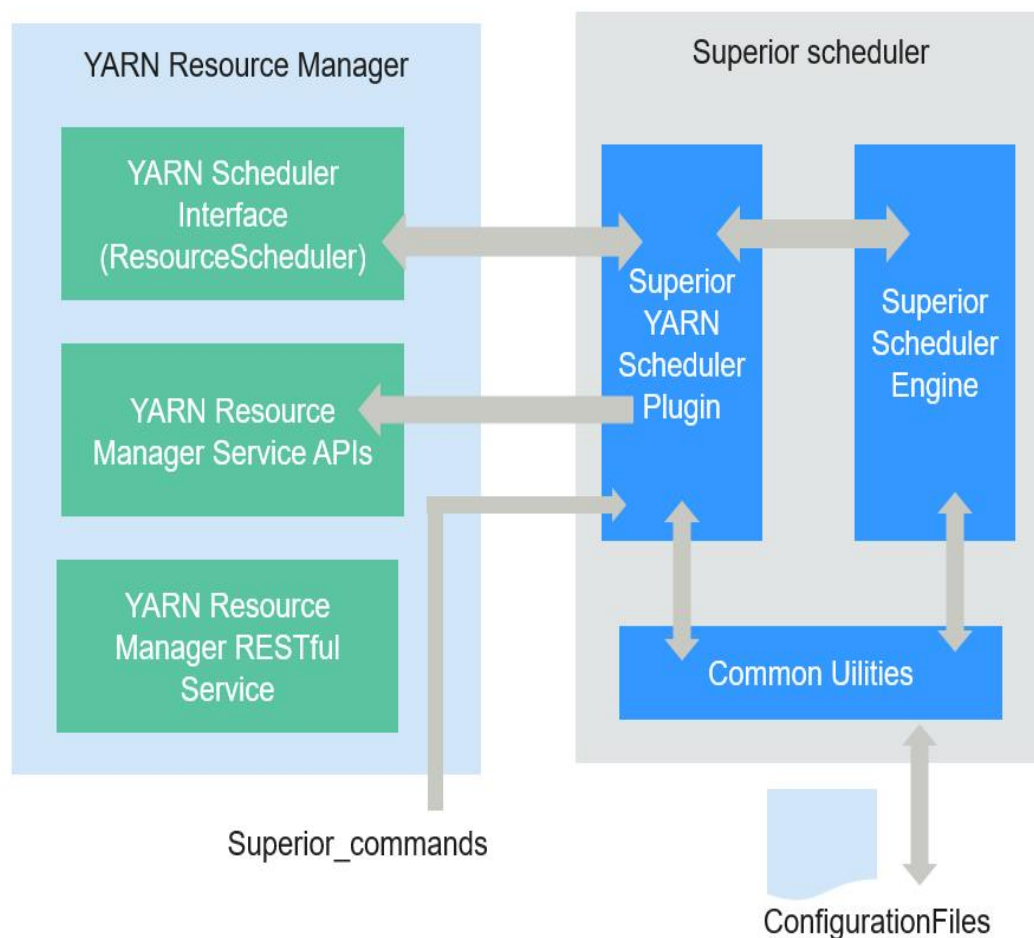 YARN Resource Manager
YARN Scheduler
Interface
(ResourceScheduler)
YARN Resource
Manager Service APIs
YARN Resource
Manager RESTful
Service
Superior_commands
Superior scheduler
Superior
YARN
Scheduler
Plugin
Superior
Scheduler
Engine
Common Uilities
ConfigurationFiles